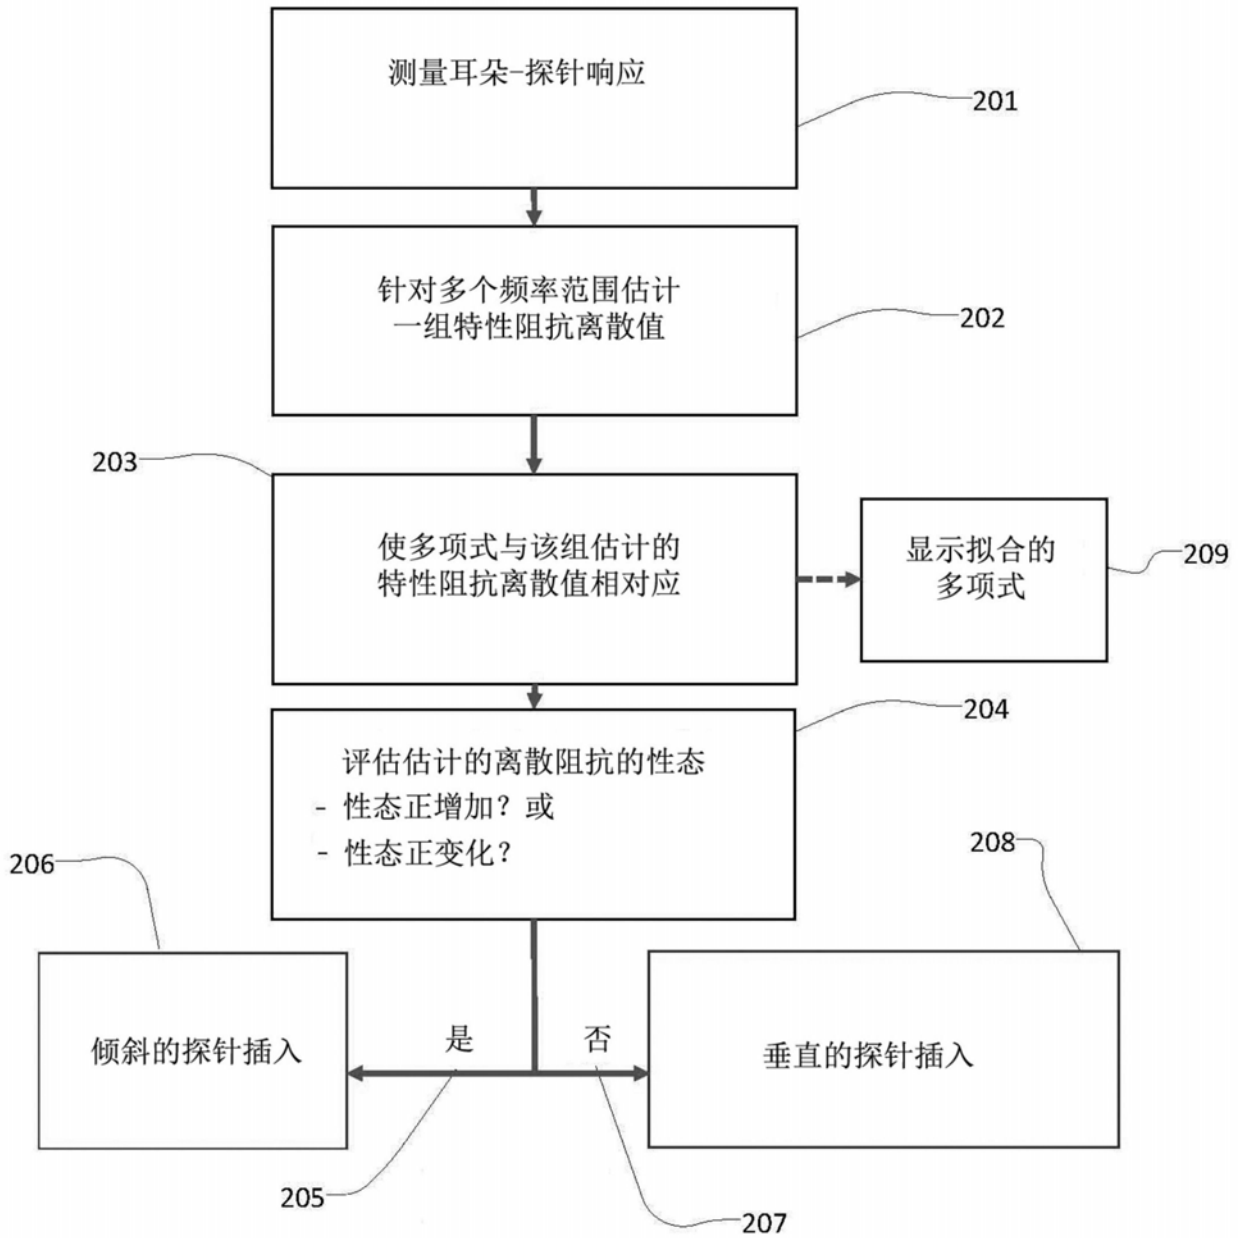 测量耳朵-探针响应
201
针对多个频率范围估计
一组特性阻抗离散值
202
203
使多项式与该组估计的
特性阻抗离散值相对应
显示拟合的
多项式
209
204
评估估计的离散阻抗的性态
- 性态正增加？或
- 性态正变化？
206
208
倾斜的探针插入
是
否
垂直的探针插入
205
207